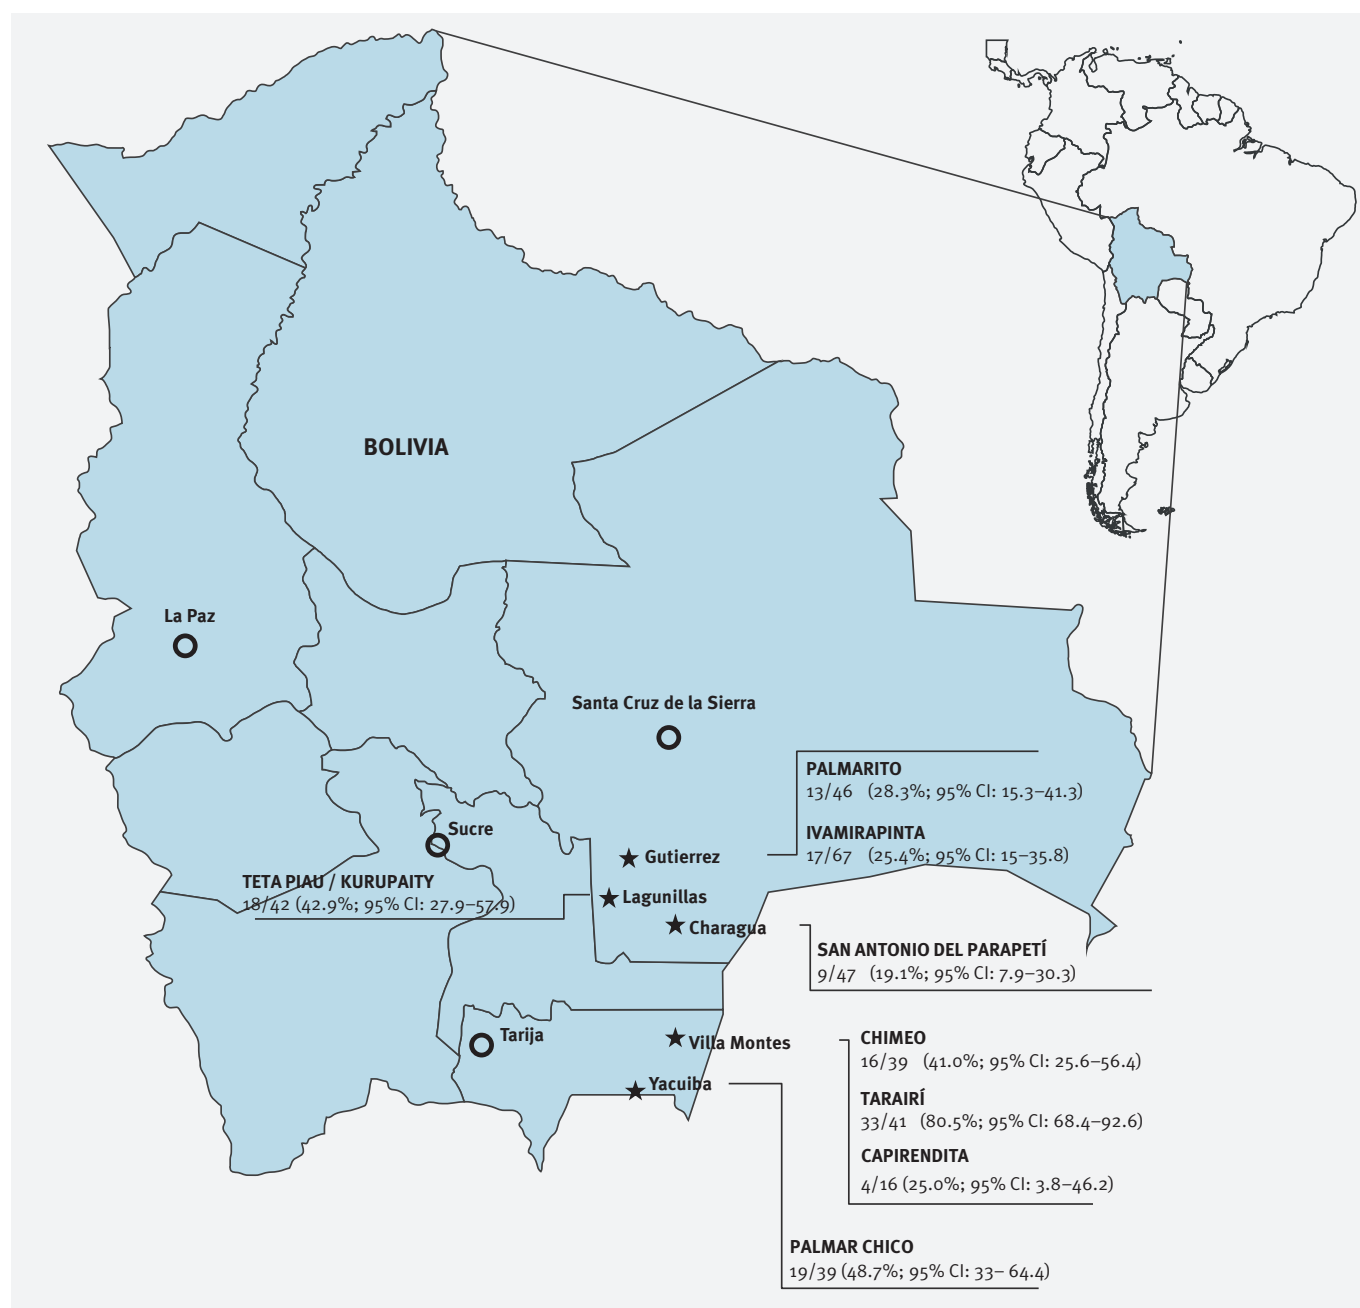 BOLIVIA
La Paz
Santa Cruz de la Sierra
PALMARITO
13/46 (28.3%; 95% CI: 15.3–41.3)
IVAMIRAPINTA
17/67 (25.4%; 95% CI: 15–35.8)
Sucre
Gutierrez
TETA PIAU / KURUPAITY
18/42 (42.9%; 95% CI: 27.9–57.9)
Lagunillas
Charagua
SAN ANTONIO DEL PARAPETÍ
9/47 (19.1%; 95% CI: 7.9–30.3)
Tarija
Villa Montes
CHIMEO
16/39 (41.0%; 95% CI: 25.6–56.4)
Yacuiba
TARAIRÍ
33/41 (80.5%; 95% CI: 68.4–92.6)
CAPIRENDITA
4/16 (25.0%; 95% CI: 3.8–46.2)
PALMAR CHICO
19/39 (48.7%; 95% CI: 33– 64.4)